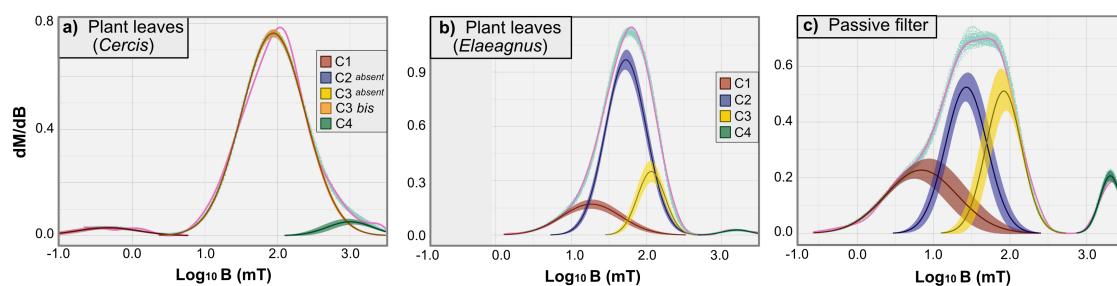 a) Plant leaves
(Cercis)
C1
C2 absent
C3 absent
C3 bis
C4
dM/dB
0.8
0.4
0.0
-1.0
0.0
1.0
2.0
3.0
Log10 B (mT)
b) Plant leaves
(Elaeagnus)
C1
C2
C3
C4
0.9
0.6
0.3
0.0
-1.0
0.0
1.0
2.0
3.0
Log10 B (mT)
c) Passive filter
C1
C2
C3
C4
0.6
0.4
0.2
0.0
-1.0
0.0
1.0
2.0
3.0
Log10 B (mT)